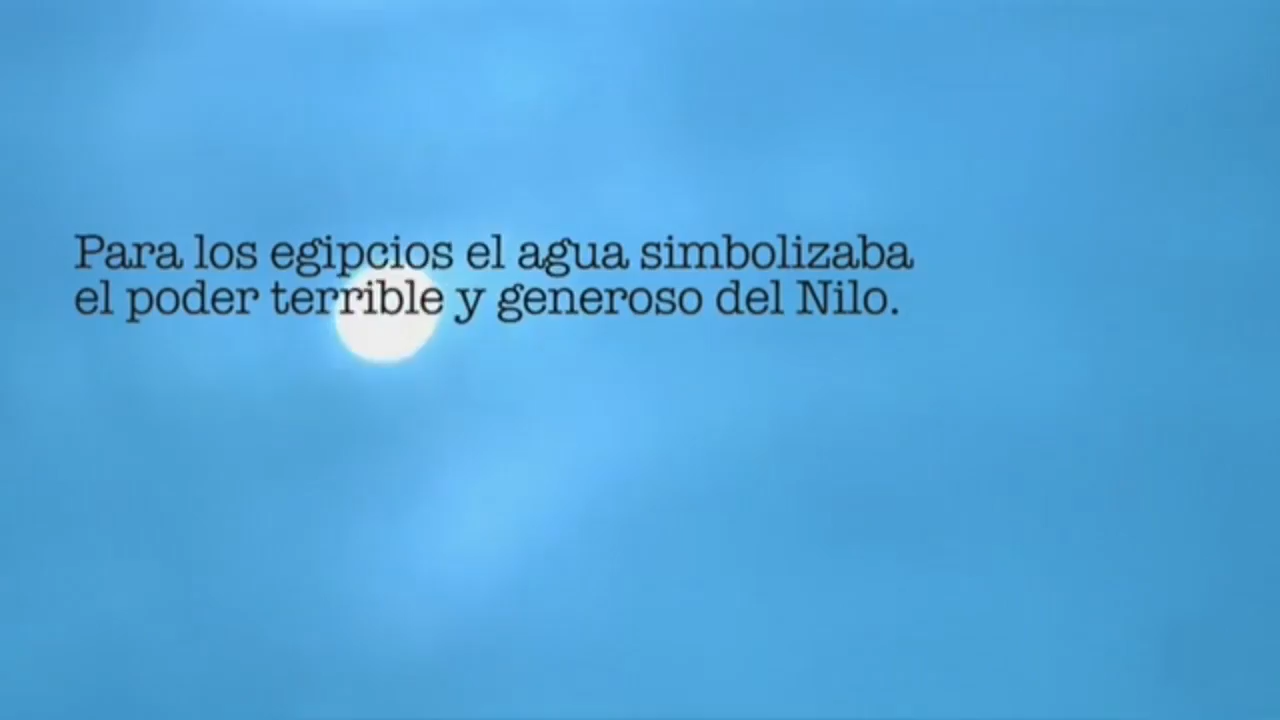 Para los egipcios el agua simbolizaba
el poder terrible y generoso del Nilo.